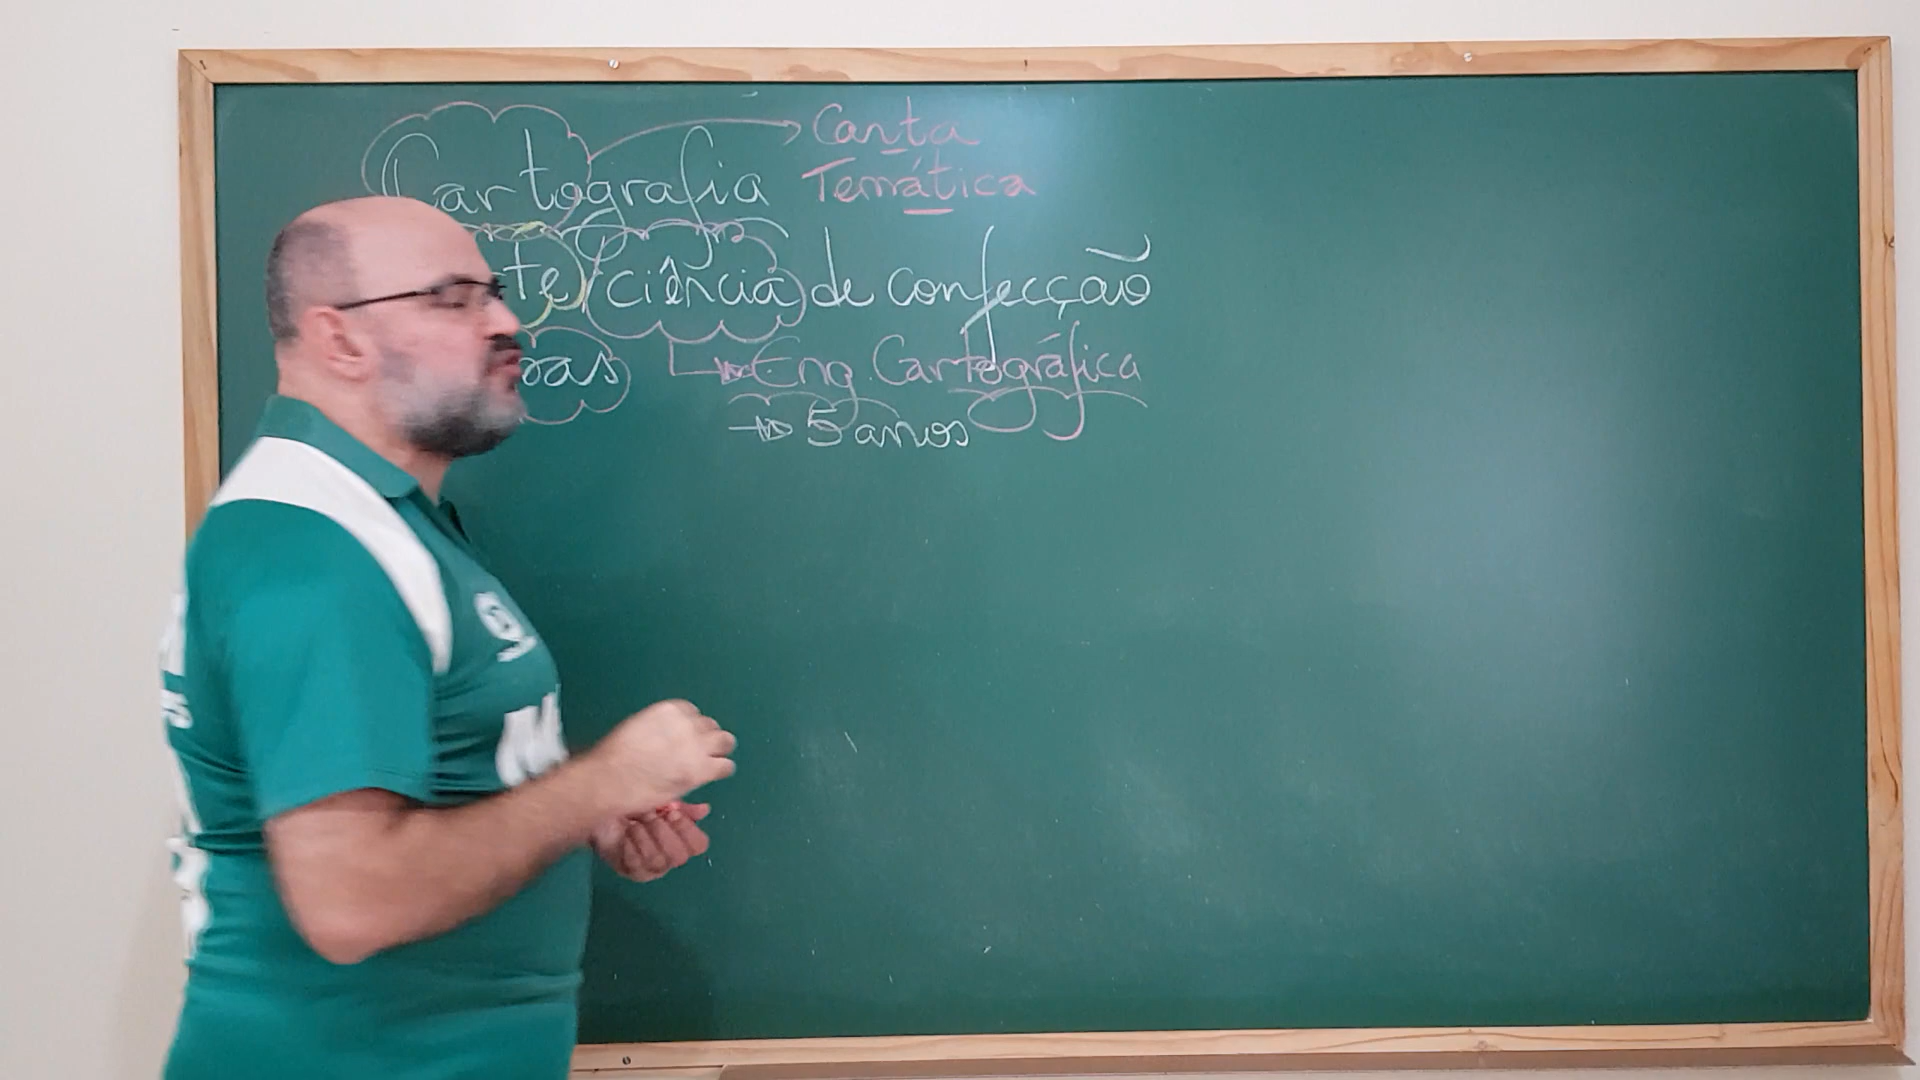 Cartografia
Carta
Temática
ciência de confecção
Eng. Cartográfica
5 anos